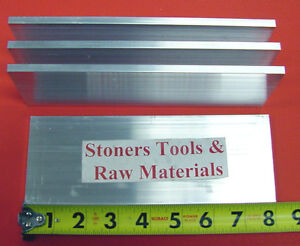 Stoners Tools &
Raw Materials
1 2 3 4 5 6 7 8 9